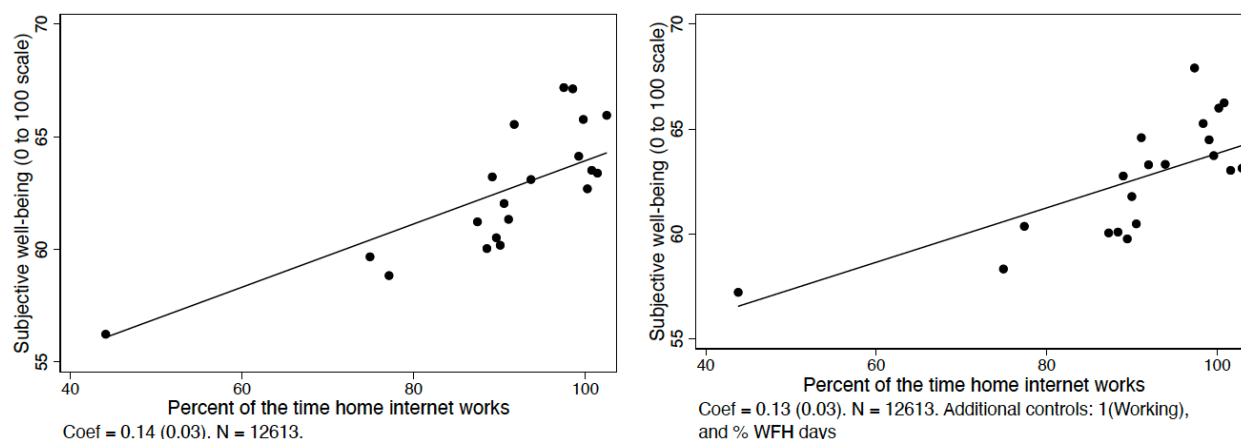 Subjective well-being (0 to 100 scale)
70
65
60
55
40
60
80
100
Percent of the time home internet works
Coef = 0.14 (0.03). N = 12613.
Subjective well-being (0 to 100 scale)
70
65
60
55
40
60
80
100
Percent of the time home internet works
Coef = 0.13 (0.03). N = 12613. Additional controls: 1(Working),
and % WFH days